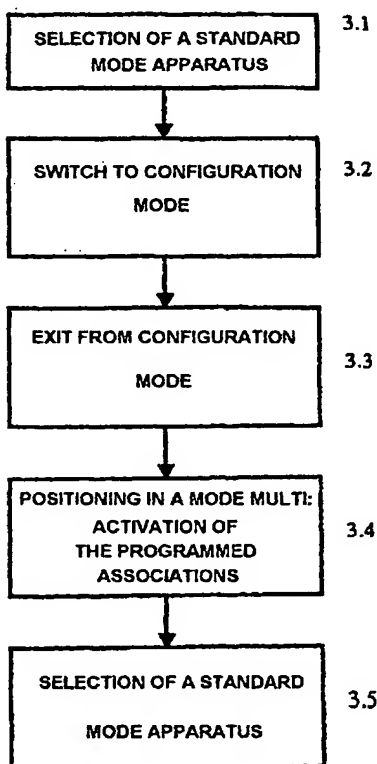 SELECTION OF A STANDARD
MODE APPARATUS
3.1
SWITCH TO CONFIGURATION
MODE
3.2
EXIT FROM CONFIGURATION
MODE
3.3
POSITIONING IN A MODE MULTI:
ACTIVATION OF
THE PROGRAMMED
ASSOCIATIONS
3.4
SELECTION OF A STANDARD
MODE APPARATUS
3.5